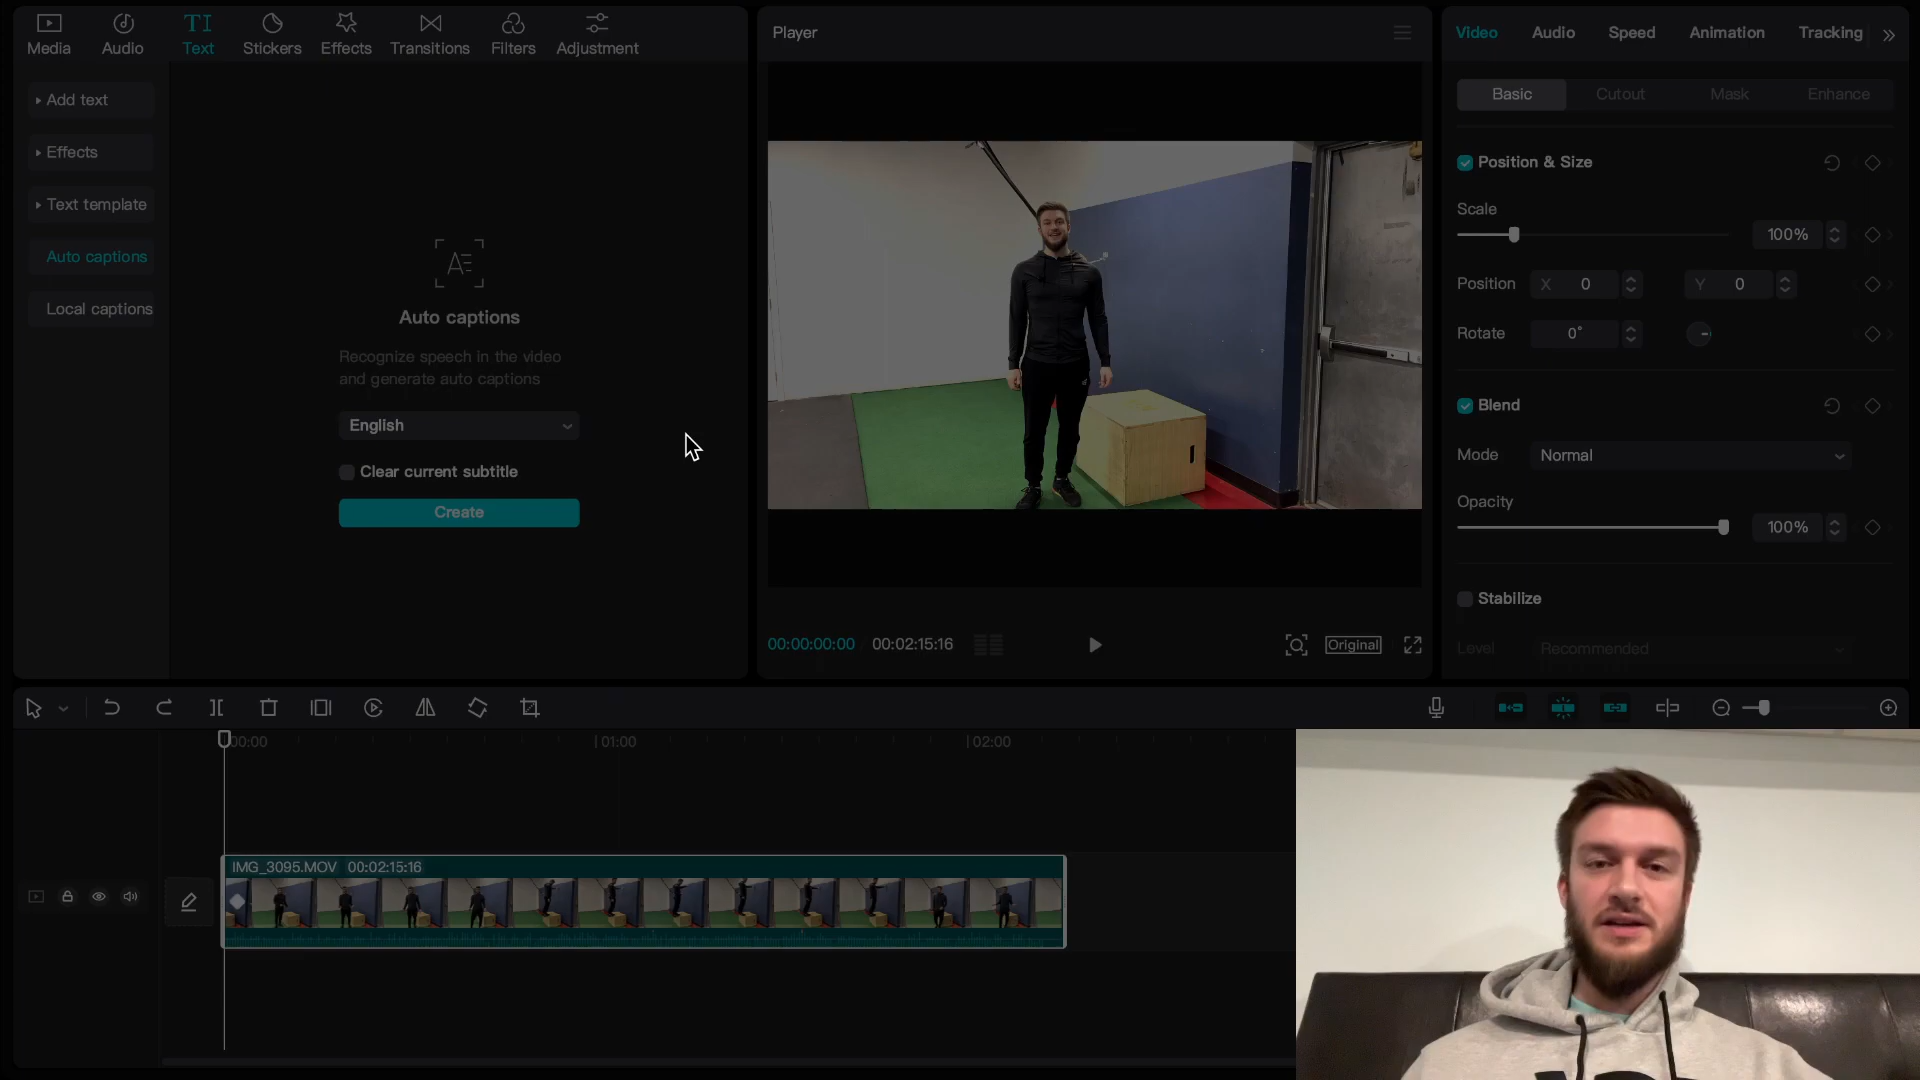 Media
Audio
TI
Text
Stickers
Effects
Transitions
Filters
Adjustment
Add text
Effects
Text template
Auto captions
Local captions
Auto captions
Recognize speech in the video
and generate auto captions
English
Clear current subtitle
Create
Player
00:00:00:00 00:02:15:16
Original
Video Audio Speed Animation Tracking
Basic Cutout Mask Enhance
Position & Size
Scale
100%
Position X 0 Y 0
Rotate 0°
Blend
Mode Normal
Opacity
100%
Stabilize
Level Recommended
00:00 01:00 02:00
IMG_3095.MOV 00:02:15:16